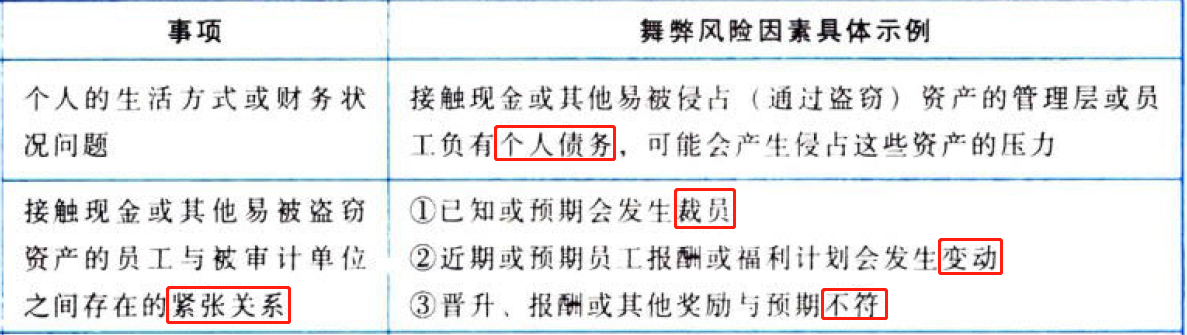 事项
舞弊风险因素具体示例
个人的生活方式或财务状
况问题
接触现金或其他易被侵占（通过盗窃）资产的管理层或员
工负有个人债务，可能会产生侵占这些资产的压力
接触现金或其他易被盗窃
资产的员工与被审计单位
之间存在的紧张关系
①已知或预期会发生裁员
②近期或预期员工报酬或福利计划会发生变动
③晋升、报酬或其他奖励与预期不符